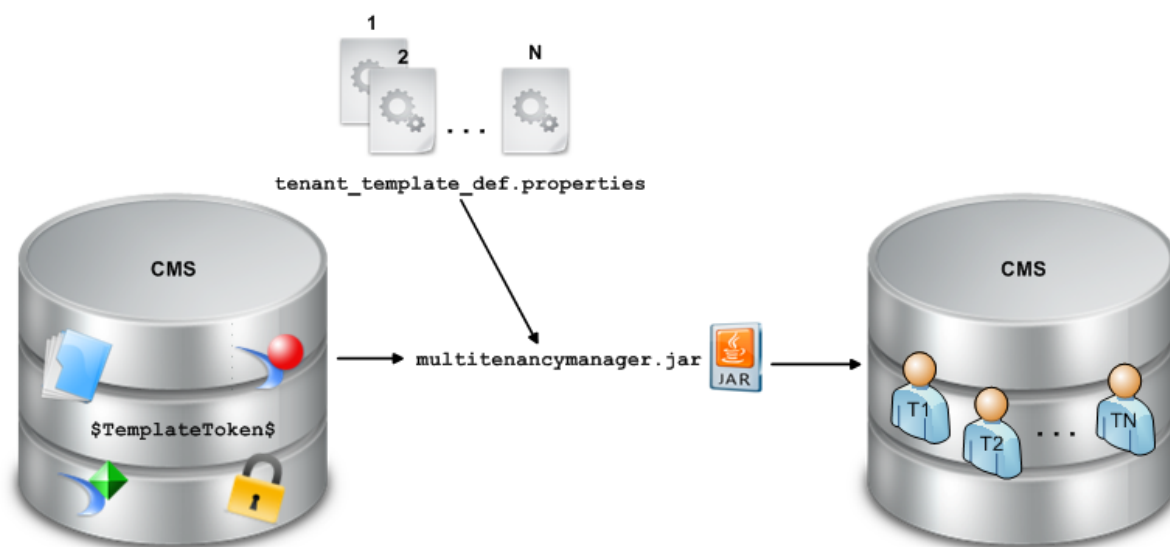 1
2
N
. . .
tenant_template_def.properties
CMS
CMS
multitenancymanager.jar
JAR
$TemplateToken$
T1
T2
. . .
TN